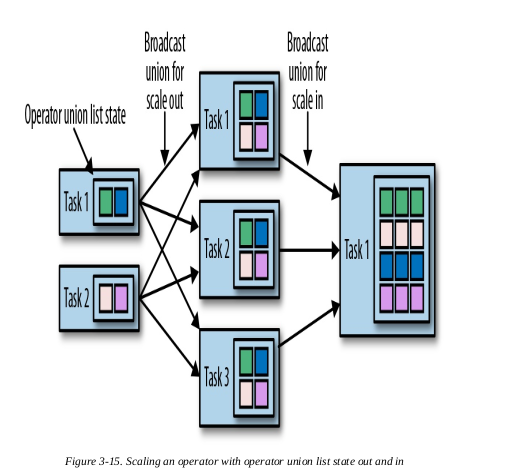 Broadcast
union for
scale out
Broadcast
union for
scale in
Operator union list state
Task 1
Task 2
Task 1
Task 2
Task 3
Task 1
Figure 3-15. Scaling an operator with operator union list state out and in